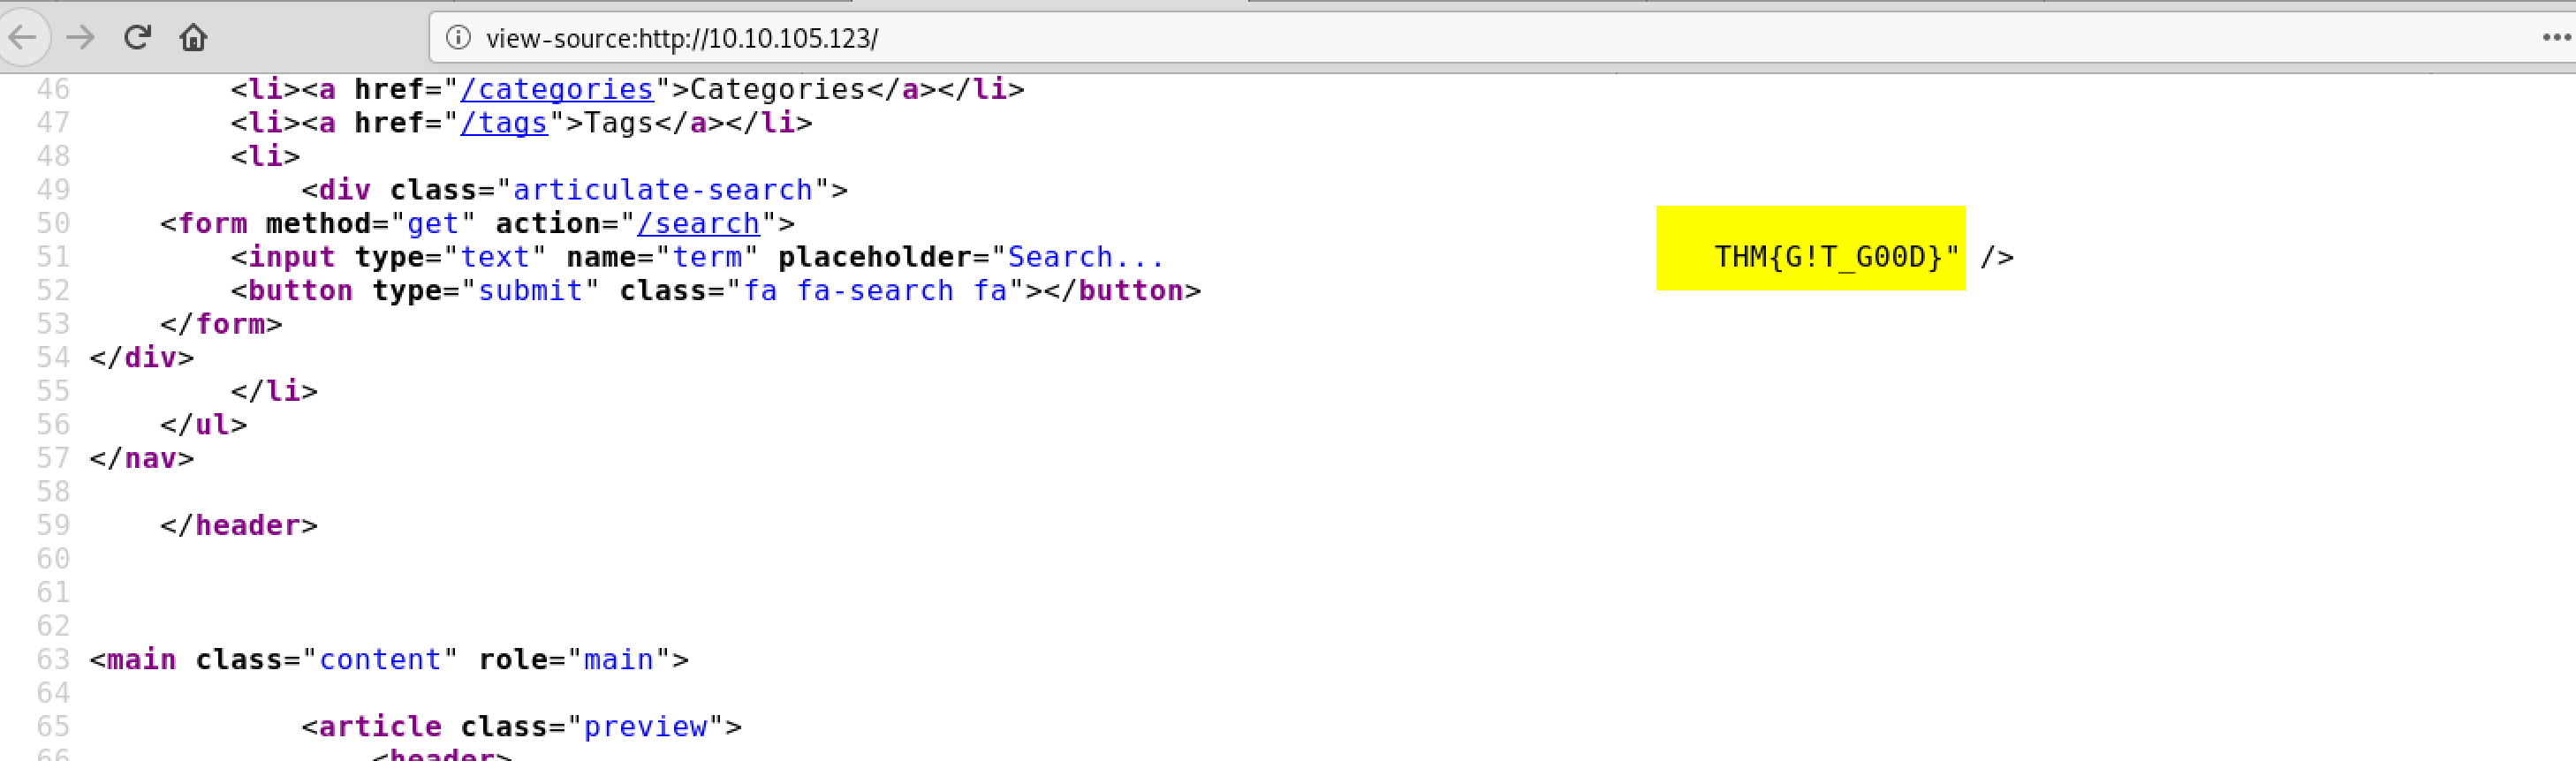 view-source:http://10.10.105.123/
46 <li><a href="/categories">Categories</a></li>
47 <li><a href="/tags">Tags</a></li>
48 <li>
49 <div class="articulate-search">
50 <form method="get" action="/search">
51 <input type="text" name="term" placeholder="Search... THM{G!T_G00D}" />
52 <button type="submit" class="fa fa-search fa"></button>
53 </form>
54 </div>
55 </li>
56 </ul>
57 </nav>
58
59 </header>
60
61
62
63 <main class="content" role="main">
64
65 <article class="preview">
66 <header>